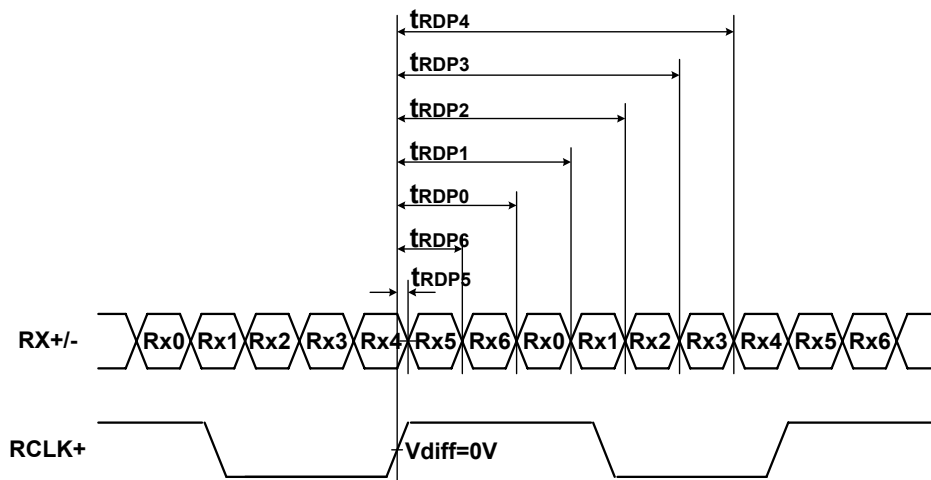 tRDP4
tRDP3
tRDP2
tRDP1
tRDP0
tRDP6
tRDP5
RX+/- Rx0 Rx1 Rx2 Rx3 Rx4 Rx5 Rx6 Rx0 Rx1 Rx2 Rx3 Rx4 Rx5 Rx6
RCLK+ Vdiff=0V